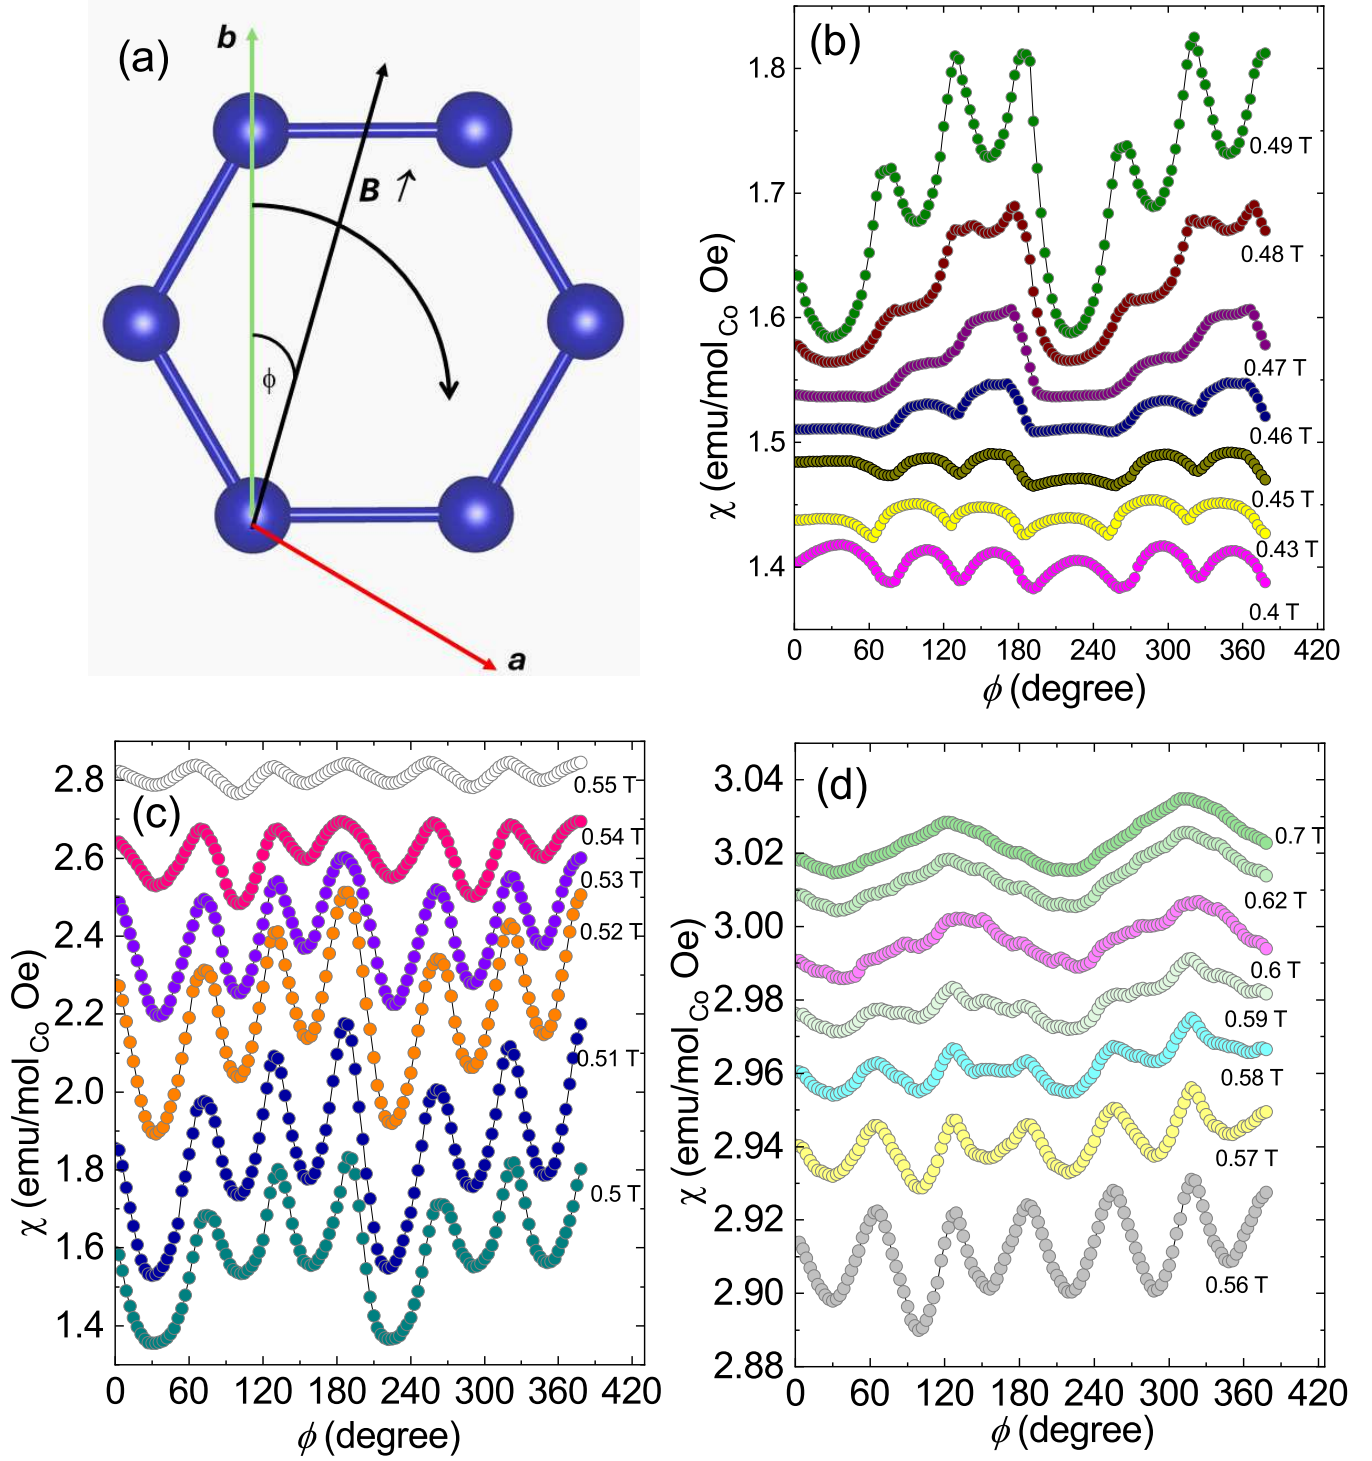 (a)
b
B ↑
ϕ
a
(b)
1.8
1.7
1.6
1.5
1.4
χ (emu/mol_Co Oe)
0.49 T
0.48 T
0.47 T
0.46 T
0.45 T
0.43 T
0.4 T
0 60 120 180 240 300 360 420
ϕ (degree)
(c)
2.8
2.6
2.4
2.2
2.0
1.8
1.6
1.4
χ (emu/mol_Co Oe)
0.55 T
0.54 T
0.53 T
0.52 T
0.51 T
0.5 T
0 60 120 180 240 300 360 420
ϕ (degree)
(d)
3.04
3.02
3.00
2.98
2.96
2.94
2.92
2.90
2.88
χ (emu/mol_Co Oe)
0.7 T
0.62 T
0.6 T
0.59 T
0.58 T
0.57 T
0.56 T
0 60 120 180 240 300 360 420
ϕ (degree)